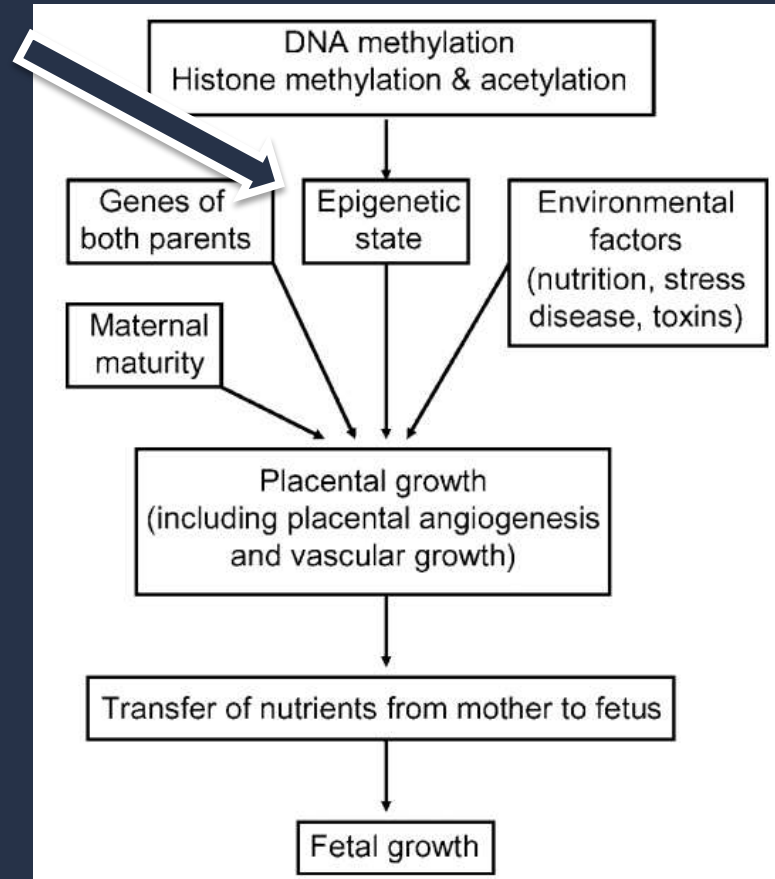 DNA methylation
Histone methylation & acetylation
Genes of
both parents
Epigenetic
state
Environmental
factors
(nutrition, stress
disease, toxins)
Maternal
maturity
Placental growth
(including placental angiogenesis
and vascular growth)
Transfer of nutrients from mother to fetus
Fetal growth